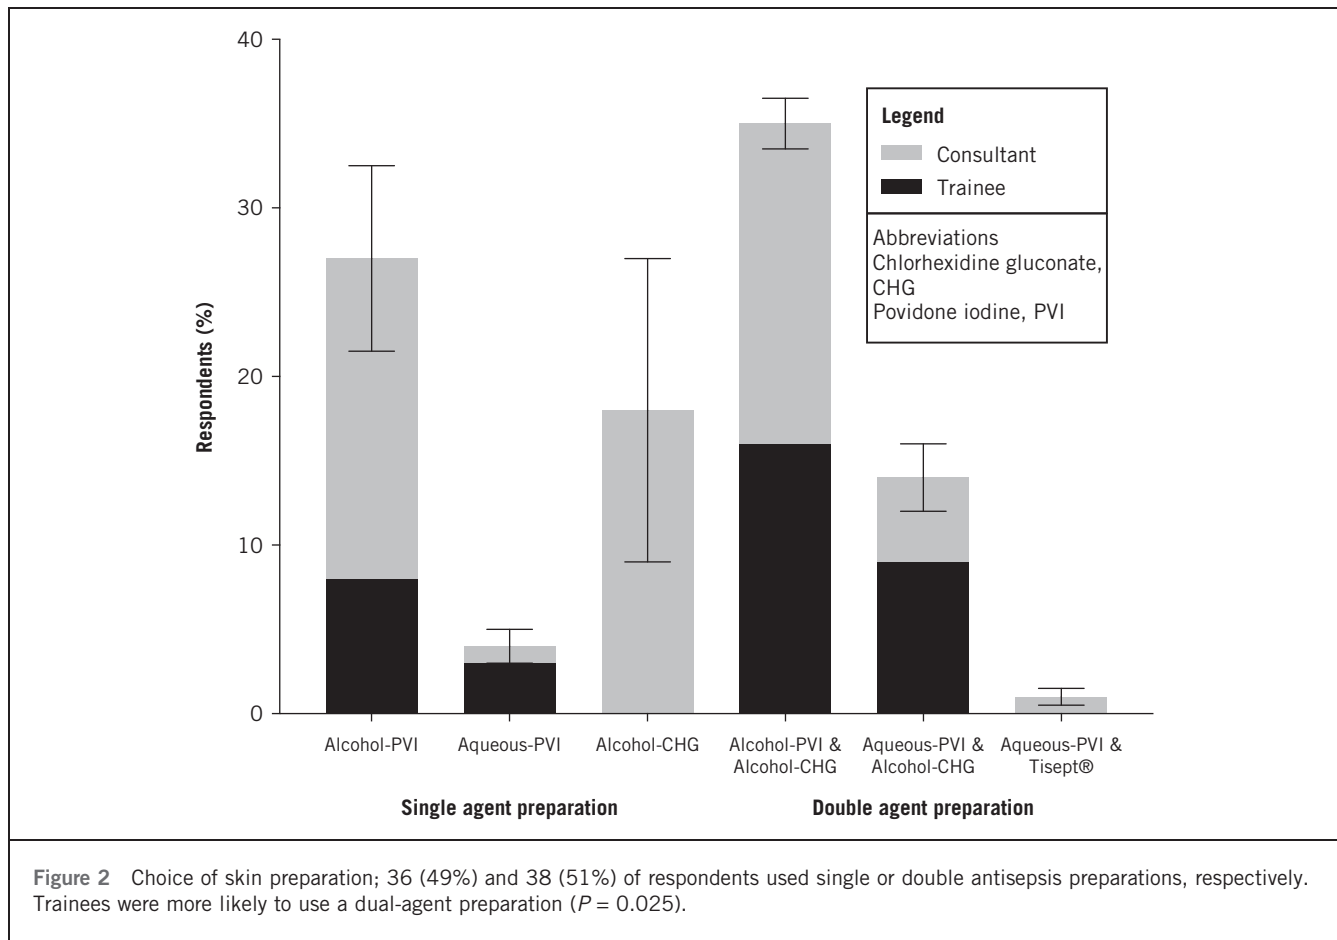 40
30
20
10
0
Respondents (%)
Legend
Consultant
Trainee
Abbreviations
Chlorhexidine gluconate,
CHG
Povidone iodine, PVI
Alcohol-PVI
Aqueous-PVI
Alcohol-CHG
Alcohol-PVI &
Alcohol-CHG
Aqueous-PVI &
Alcohol-CHG
Aqueous-PVI &
Tisept®
Single agent preparation
Double agent preparation
Figure 2 Choice of skin preparation; 36 (49%) and 38 (51%) of respondents used single or double antisepsis preparations, respectively.
Trainees were more likely to use a dual-agent preparation (P = 0.025).